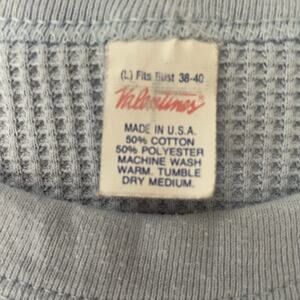 (L) Fits Bust 38-40
Valentines
MADE IN U.S.A.
50% COTTON
50% POLYESTER
MACHINE WASH
WARM. TUMBLE
DRY MEDIUM.